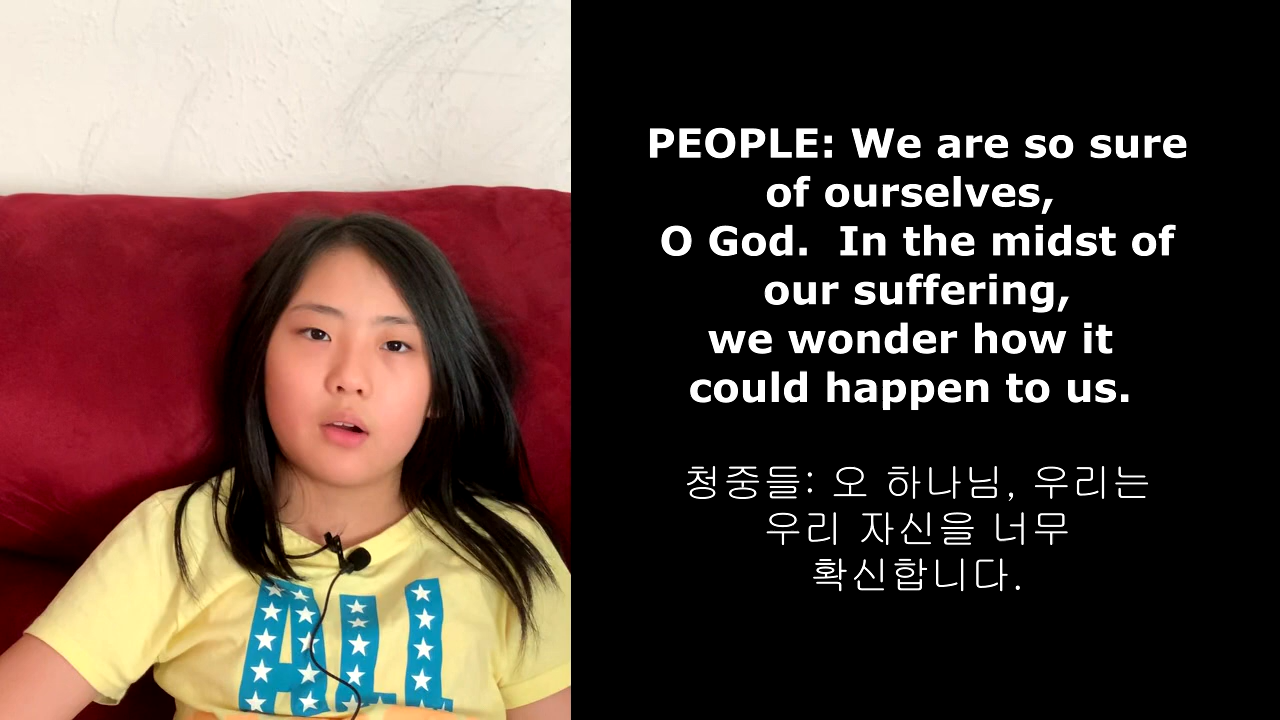 PEOPLE: We are so sure
of ourselves,
O God.  In the midst of
our suffering,
we wonder how it
could happen to us.
청중들: 오 하나님, 우리는
우리 자신을 너무
확신합니다.
ALL